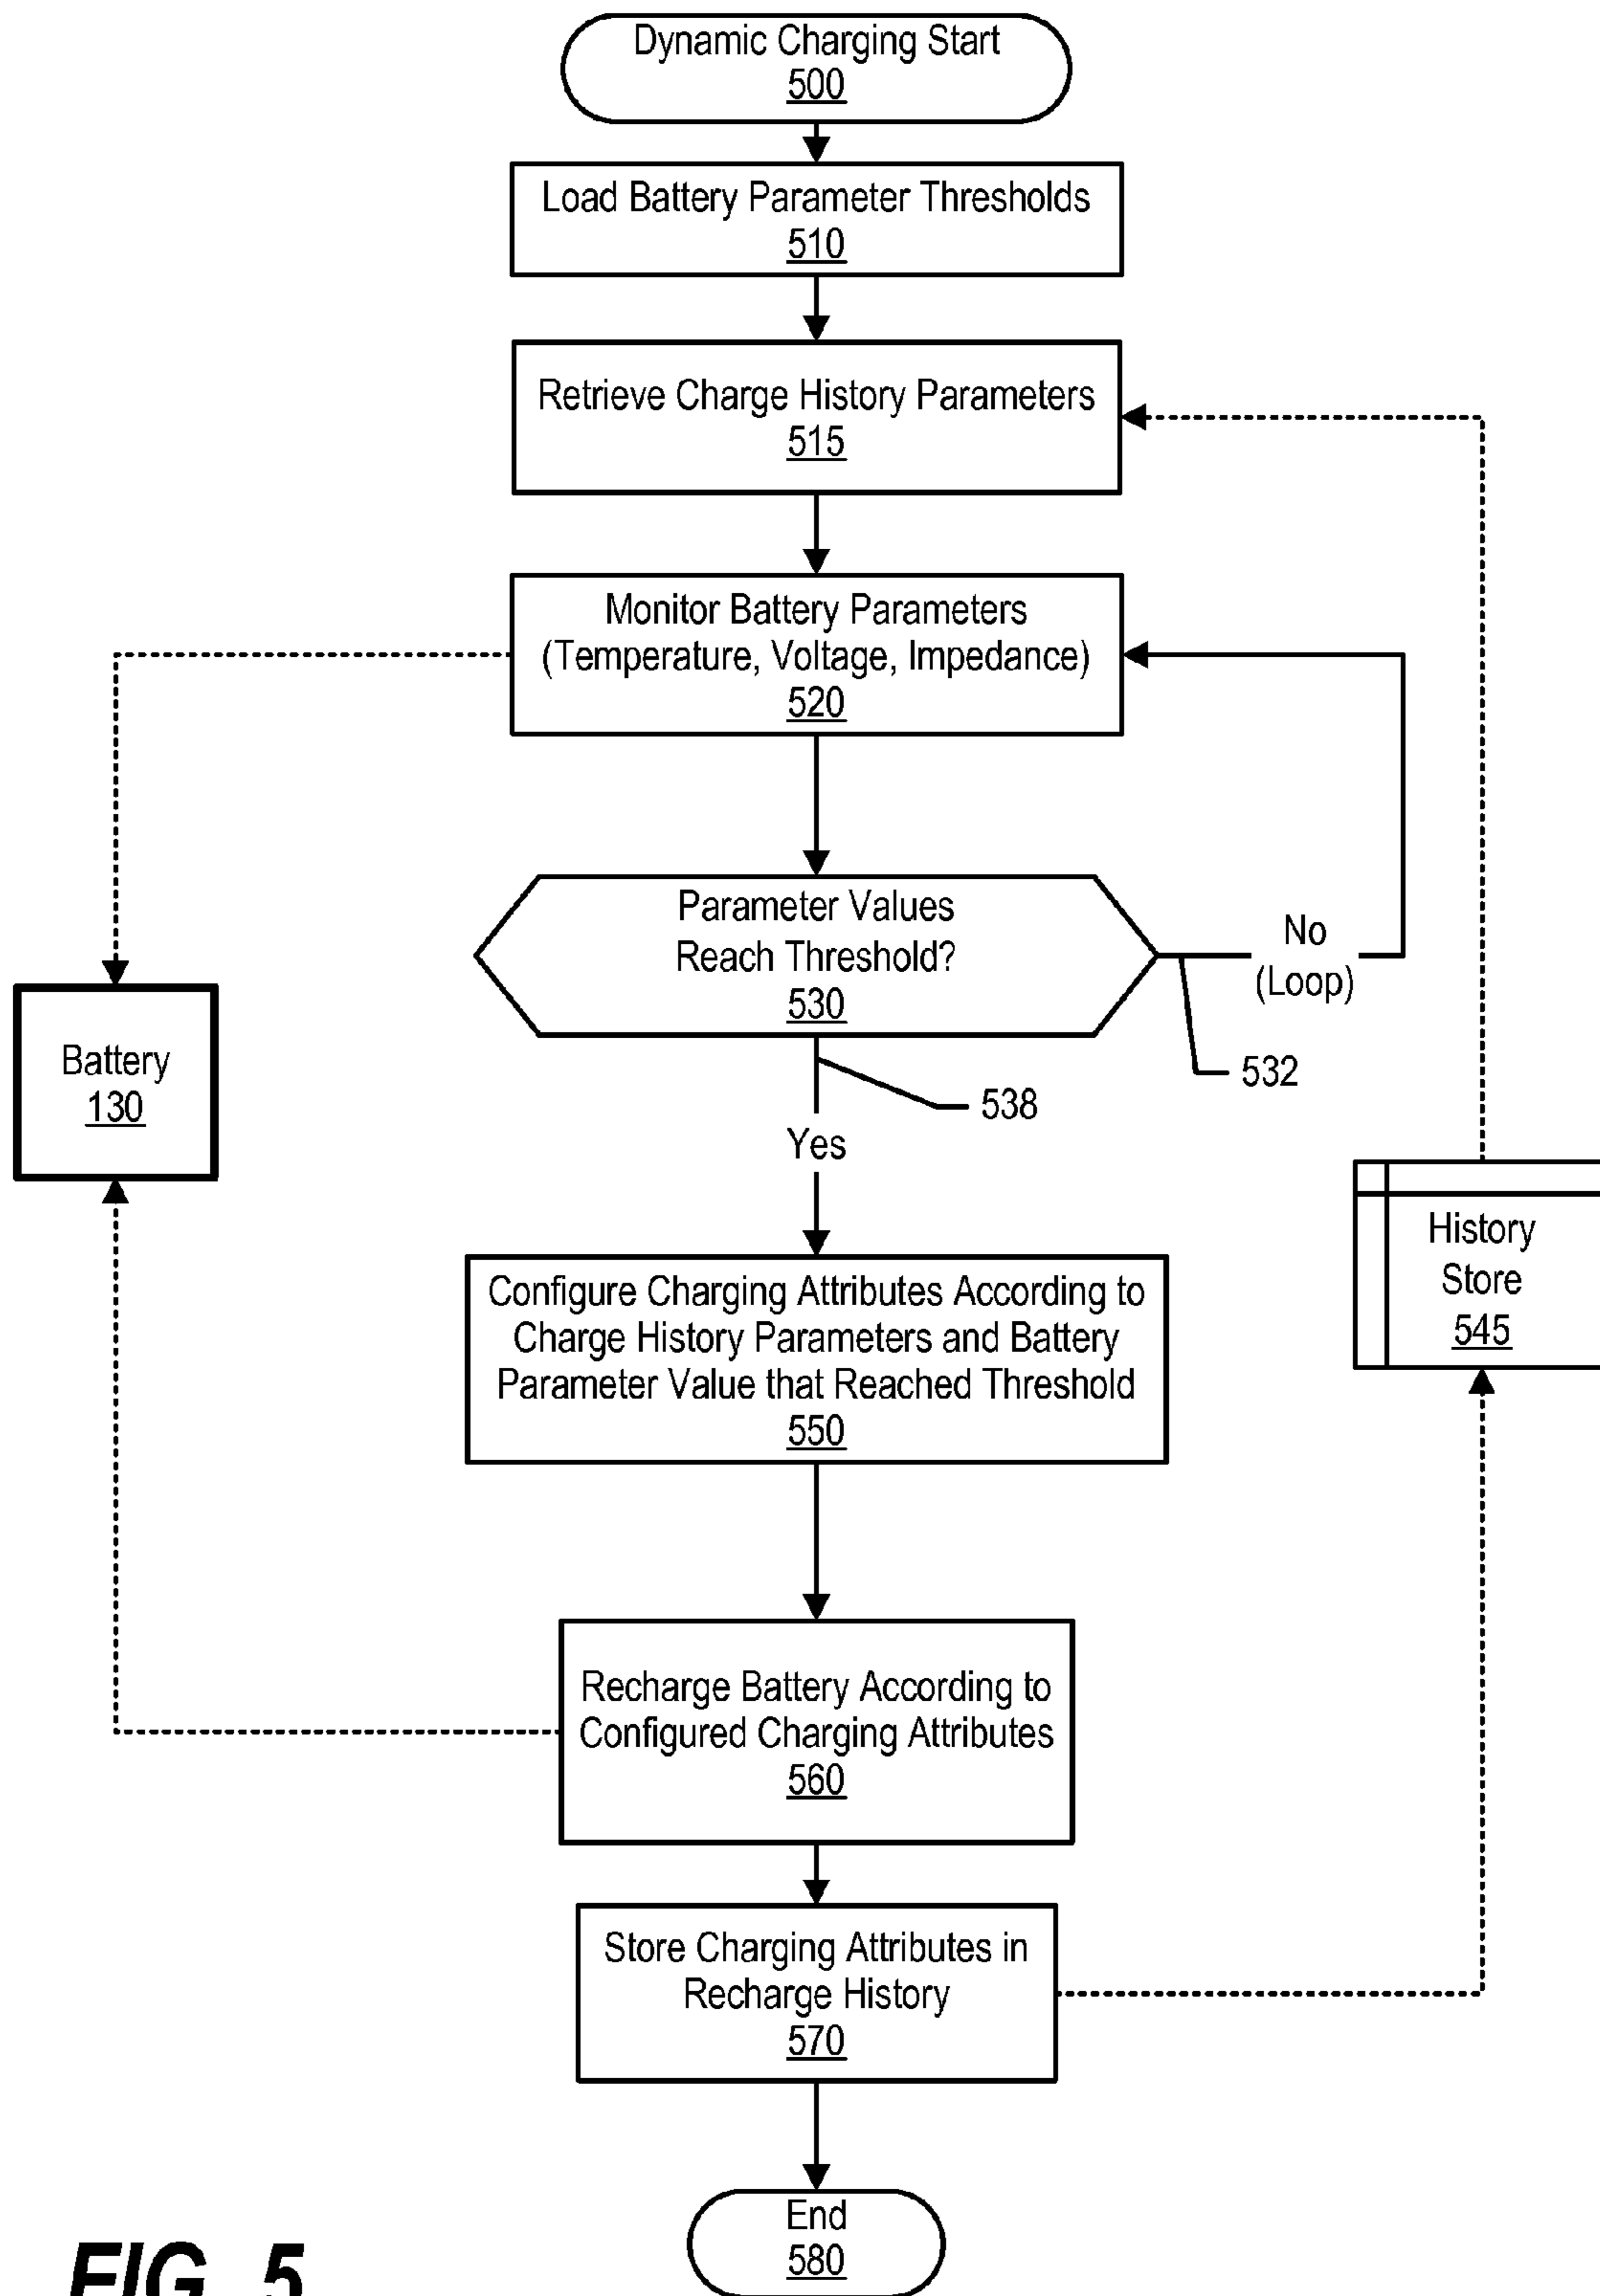 Dynamic Charging Start
500
Load Battery Parameter Thresholds
510
Retrieve Charge History Parameters
515
Monitor Battery Parameters
(Temperature, Voltage, Impedance)
520
Parameter Values
Reach Threshold?
530
No
(Loop)
532
538
Yes
Battery
130
History
Store
545
Configure Charging Attributes According to
Charge History Parameters and Battery
Parameter Value that Reached Threshold
550
Recharge Battery According to
Configured Charging Attributes
560
Store Charging Attributes in
Recharge History
570
End
580
FIG. 5